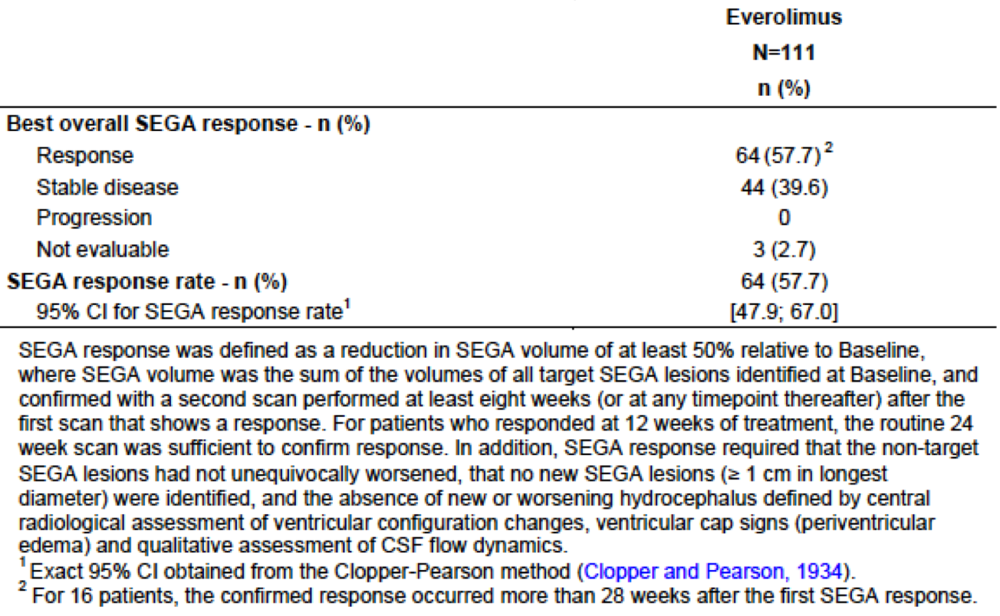 Everolimus
N=111
n (%)
Best overall SEGA response - n (%)
Response 64 (57.7) 2
Stable disease 44 (39.6)
Progression 0
Not evaluable 3 (2.7)
SEGA response rate - n (%) 64 (57.7)
95% CI for SEGA response rate1 [47.9; 67.0]
SEGA response was defined as a reduction in SEGA volume of at least 50% relative to Baseline,
where SEGA volume was the sum of the volumes of all target SEGA lesions identified at Baseline, and
confirmed with a second scan performed at least eight weeks (or at any timepoint thereafter) after the
first scan that shows a response. For patients who responded at 12 weeks of treatment, the routine 24
week scan was sufficient to confirm response. In addition, SEGA response required that the non-target
SEGA lesions had not unequivocally worsened, that no new SEGA lesions (≥ 1 cm in longest
diameter) were identified, and the absence of new or worsening hydrocephalus defined by central
radiological assessment of ventricular configuration changes, ventricular cap signs (periventricular
edema) and qualitative assessment of CSF flow dynamics.
1 Exact 95% CI obtained from the Clopper-Pearson method (Clopper and Pearson, 1934).
2 For 16 patients, the confirmed response occurred more than 28 weeks after the first SEGA response.